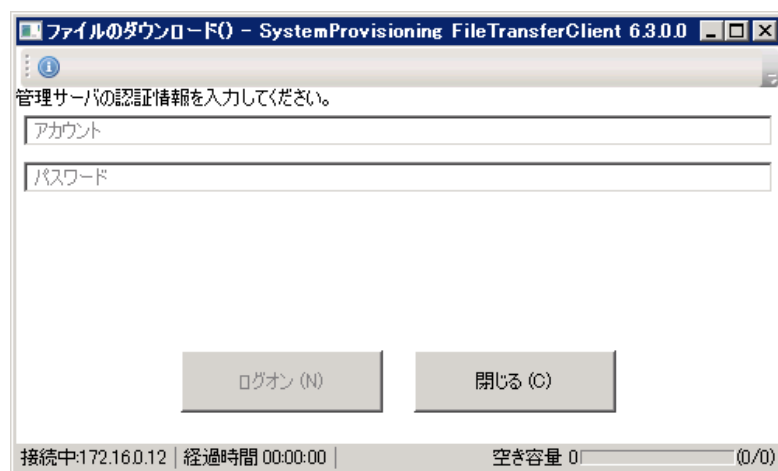 ファイルのダウンロード() - SystemProvisioning FileTransferClient 6.3.0.0
管理サーバの認証情報を入力してください。
アカウント
パスワード
ログオン (N) 閉じる (C)
接続中:172.16.0.12 経過時間 00:00:00 空き容量 0 (0/0)